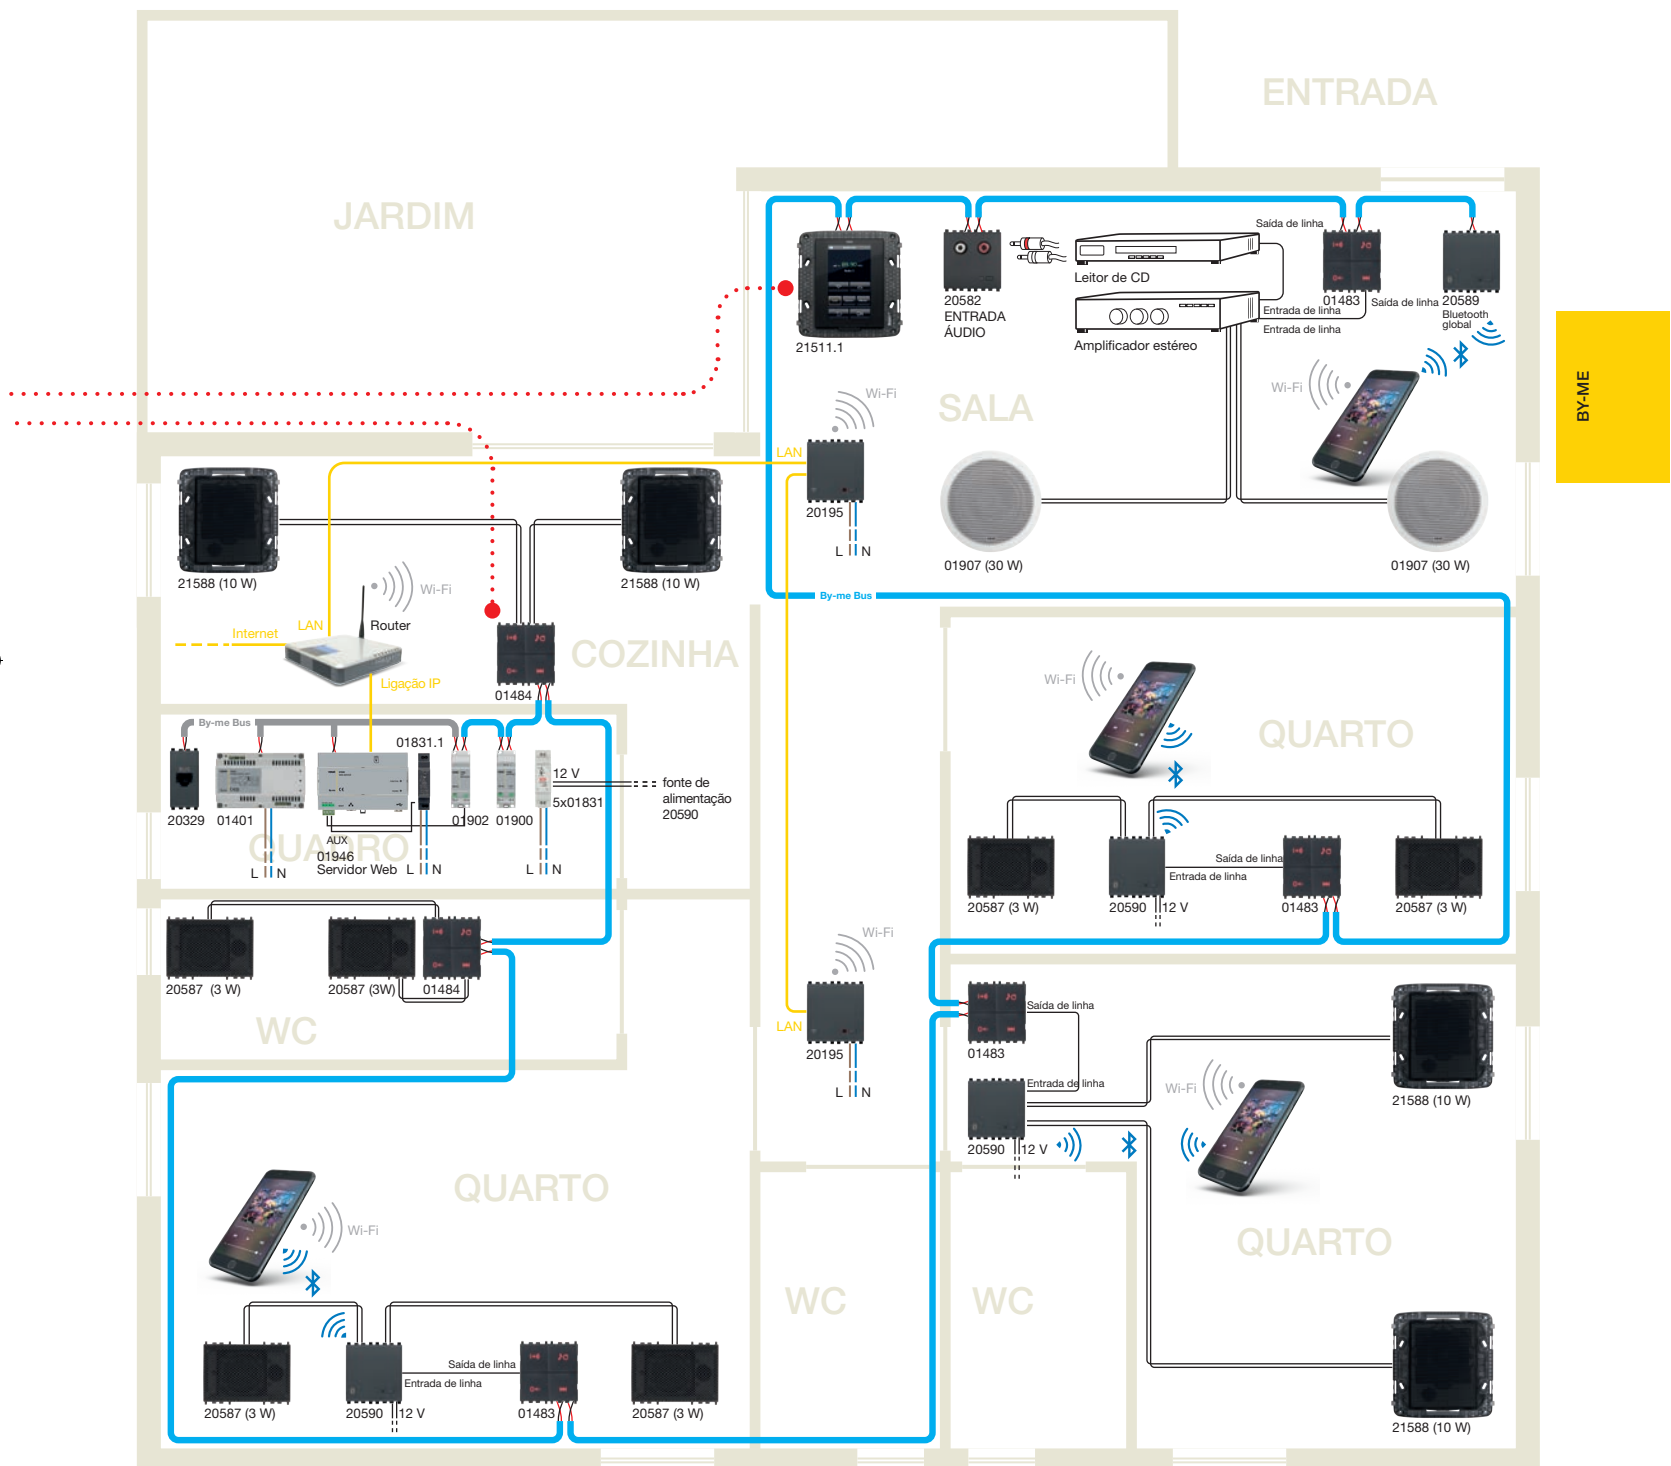 ENTRADA
JARDIM
Saída de linha
Leitor de CD
20582
ENTRADA
ÁUDIO
01483
Saída de linha
20589
Bluetooth
global
Entrada de linha
Entrada de linha
Amplificador estéreo
21511.1
BY-ME
Wi-Fi
Wi-Fi
SALA
LAN
20195
L N
01907 (30 W)
01907 (30 W)
21588 (10 W)
21588 (10 W)
Wi-Fi
By-me Bus
LAN
Router
Internet
COZINHA
Ligação IP
01484
By-me Bus
01831.1
12 V
5x01831
fonte de
alimentação
20590
20329
01401
01902
01900
AUX
QUADRO
01946
Servidor Web
L N
L N
L N
Wi-Fi
QUARTO
Saída de linha
Entrada de linha
20587 (3 W)
20590
12 V
01483
20587 (3 W)
20587 (3 W)
20587 (3W)
01484
WC
Wi-Fi
LAN
20195
L N
Saída de linha
01483
Entrada de linha
20590
12 V
Wi-Fi
21588 (10 W)
QUARTO
21588 (10 W)
QUARTO
Wi-Fi
WC
WC
Saída de linha
Entrada de linha
20587 (3 W)
20590
12 V
01483
20587 (3 W)